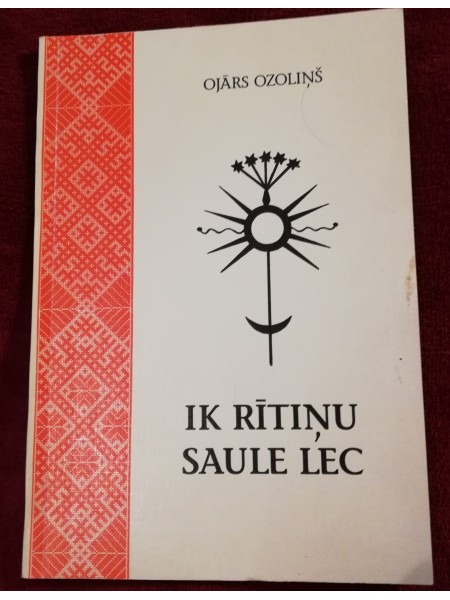 OJĀRS OZOLIŅŠ
IK RĪTIŅU
SAULE LEC